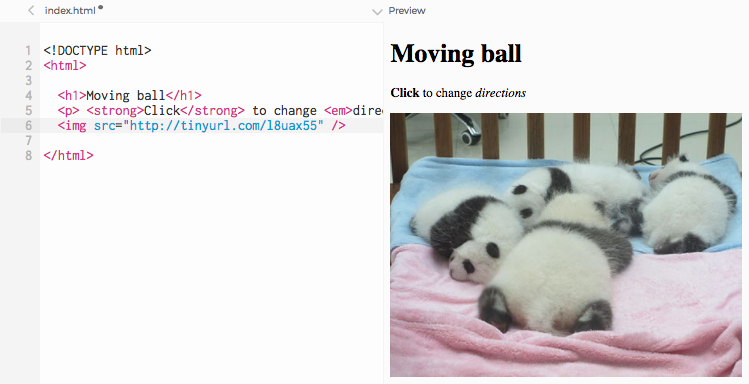 index.html
Preview
1 <!DOCTYPE html>
2 <html>
3
4 <h1>Moving ball</h1>
5 <p> <strong>Click</strong> to change <em>dire
6 <img src="http://tinyurl.com/l8uax55" />
7
8 </html>
Moving ball
Click to change directions